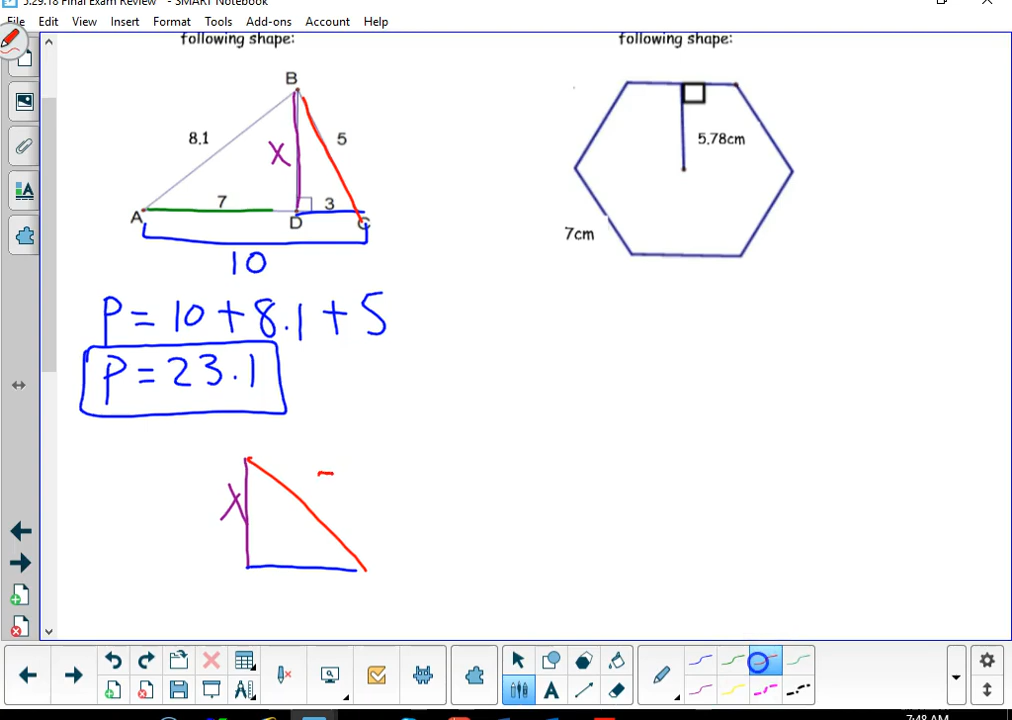 5.29.18 Final Exam Review - SMART Notebook
File Edit View Insert Format Tools Add-ons Account Help
following shape:
B
8.1
X
5
7
3
A
D
C
10
P = 10 + 8.1 + 5
P = 23.1
X
following shape:
5.78cm
7cm
A
7:48 AM